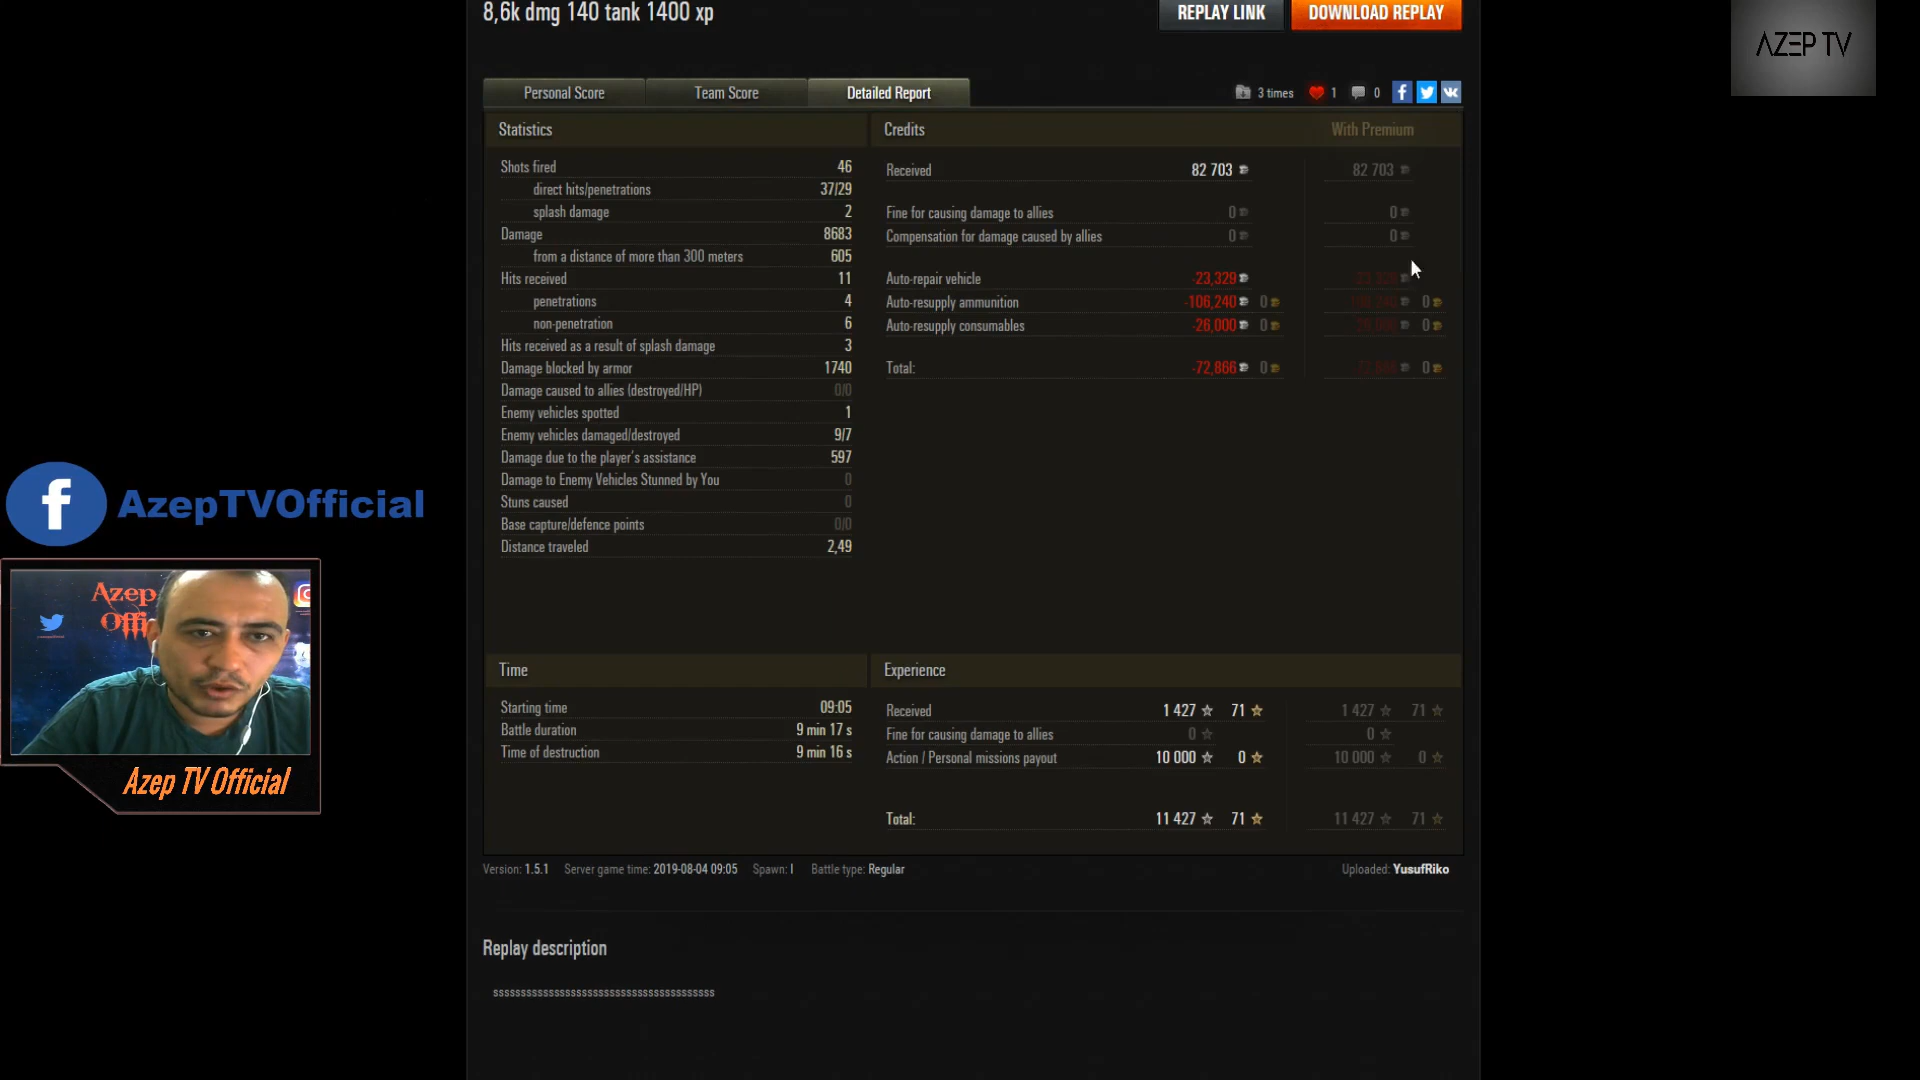 8,6k dmg 140 tank 1400 xp
REPLAY LINK
DOWNLOAD REPLAY
AZEP TV
Personal Score
Team Score
Detailed Report
3 times
1
0
Statistics
Shots fired 46
direct hits/penetrations 37/29
splash damage 2
Damage 8683
from a distance of more than 300 meters 605
Hits received 11
penetrations 4
non-penetration 6
Hits received as a result of splash damage 3
Damage blocked by armor 1740
Damage caused to allies (destroyed/HP) 0/0
Enemy vehicles spotted 1
Enemy vehicles damaged/destroyed 9/7
Damage due to the player's assistance 597
Damage to Enemy Vehicles Stunned by You 0
Stuns caused 0
Base capture/defence points 0/0
Distance traveled 2,49
Credits With Premium
Received 82 703 82 703
Fine for causing damage to allies 0 0
Compensation for damage caused by allies 0 0
Auto-repair vehicle -23,329 -23,329
Auto-resupply ammunition -106,240 0 -106,240 0
Auto-resupply consumables -26,000 0 -26,000 0
Total: -72,866 0 -72,866 0
AzepTVOfficial
Azep
Offi
Azep TV Official
Time
Starting time 09:05
Battle duration 9 min 17 s
Time of destruction 9 min 16 s
Experience
Received 1 427 71 1 427 71
Fine for causing damage to allies 0 0
Action / Personal missions payout 10 000 0 10 000 0
Total: 11 427 71 11 427 71
Version: 1.5.1 Server game time: 2019-08-04 09:05 Spawn: I Battle type: Regular
Uploaded: YusufRiko
Replay description
ssssssssssssssssssssssssssssssssssssssss